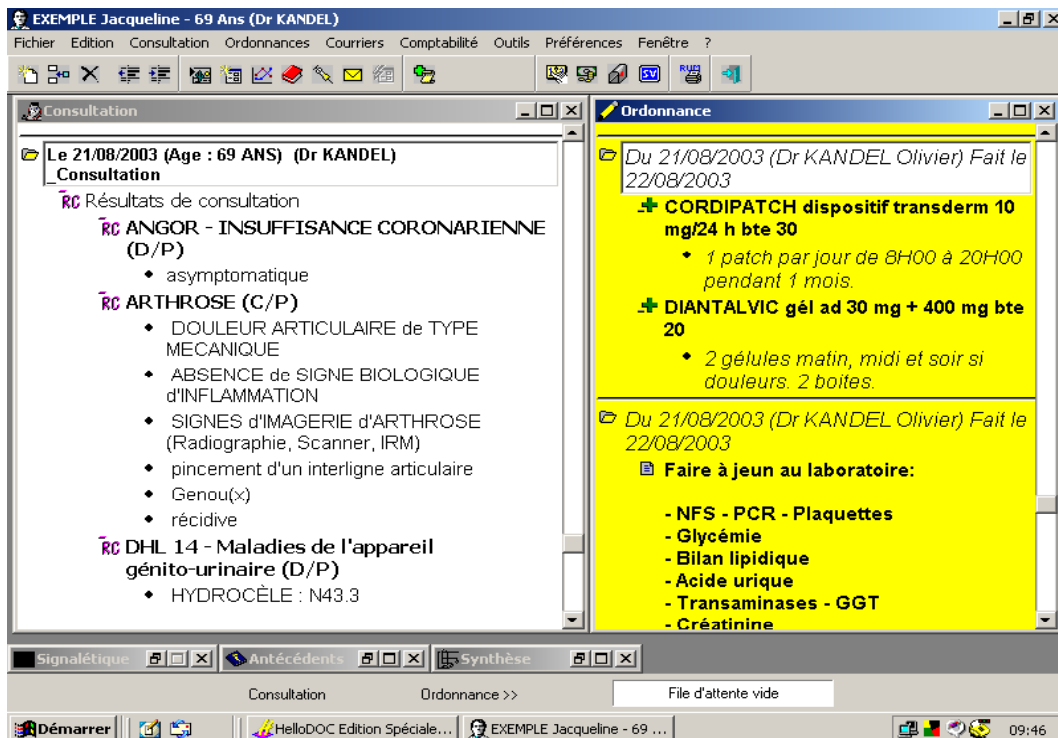 EXEMPLE Jacqueline - 69 Ans (Dr KANDEL)
Fichier Edition Consultation Ordonnances Courriers Comptabilité Outils Préférences Fenêtre ?
SV
RUM
Consultation
Le 21/08/2003 (Age : 69 ANS) (Dr KANDEL)
_Consultation
RC Résultats de consultation
RC ANGOR - INSUFFISANCE CORONARIENNE
(D/P)
asymptomatique
RC ARTHROSE (C/P)
DOULEUR ARTICULAIRE de TYPE
MECANIQUE
ABSENCE de SIGNE BIOLOGIQUE
d'INFLAMMATION
SIGNES d'IMAGERIE d'ARTHROSE
(Radiographie, Scanner, IRM)
pincement d'un interligne articulaire
Genou(x)
récidive
RC DHL 14 - Maladies de l'appareil
génito-urinaire (D/P)
HYDROCÈLE : N43.3
Ordonnance
Du 21/08/2003 (Dr KANDEL Olivier) Fait le
22/08/2003
CORDIPATCH dispositif transderm 10
mg/24 h bte 30
1 patch par jour de 8H00 à 20H00
pendant 1 mois.
DIANTALVIC gél ad 30 mg + 400 mg bte
20
2 gélules matin, midi et soir si
douleurs. 2 boites.
Du 21/08/2003 (Dr KANDEL Olivier) Fait le
22/08/2003
Faire à jeun au laboratoire:
- NFS - PCR - Plaquettes
- Glycémie
- Bilan lipidique
- Acide urique
- Transaminases - GGT
- Créatinine
Signalétique Antécédents Synthèse
Consultation Ordonnance >> File d'attente vide
Démarrer HelloDOC Edition Spéciale... EXEMPLE Jacqueline - 69 ... 09:46